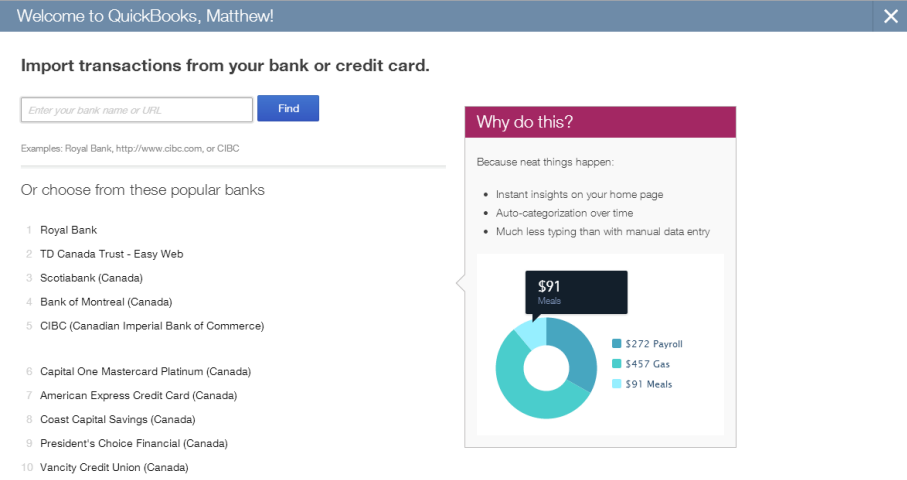 Welcome to QuickBooks, Matthew!
Import transactions from your bank or credit card.
Enter your bank name or URL
Find
Examples: Royal Bank, http://www.cibc.com, or CIBC
Or choose from these popular banks
1 Royal Bank
2 TD Canada Trust - Easy Web
3 Scotiabank (Canada)
4 Bank of Montreal (Canada)
5 CIBC (Canadian Imperial Bank of Commerce)
6 Capital One Mastercard Platinum (Canada)
7 American Express Credit Card (Canada)
8 Coast Capital Savings (Canada)
9 President's Choice Financial (Canada)
10 Vancity Credit Union (Canada)
Why do this?
Because neat things happen:
• Instant insights on your home page
• Auto-categorization over time
• Much less typing than with manual data entry
$91
Meals
$272 Payroll
$457 Gas
$91 Meals